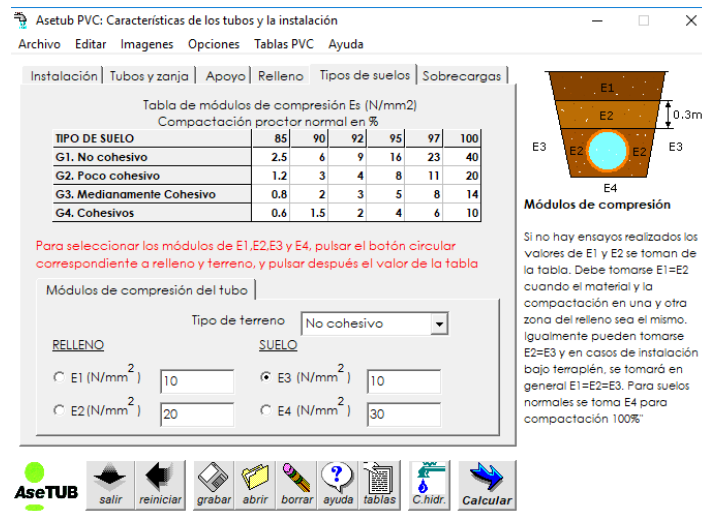 Asetub PVC: Características de los tubos y la instalación
Archivo Editar Imagenes Opciones Tablas PVC Ayuda
Instalación Tubos y zanja Apoyo Relleno Tipos de suelos Sobrecargas
Tabla de módulos de compresión Es (N/mm2)
Compactación proctor normal en %
TIPO DE SUELO 85 90 92 95 97 100
G1. No cohesivo 2.5 6 9 16 23 40
G2. Poco cohesivo 1.2 3 4 8 11 20
G3. Medianamente Cohesivo 0.8 2 3 5 8 14
G4. Cohesivos 0.6 1.5 2 4 6 10
Para seleccionar los módulos de E1,E2,E3 y E4, pulsar el botón circular
correspondiente a relleno y terreno, y pulsar después el valor de la tabla
Módulos de compresión del tubo
Tipo de terreno No cohesivo
RELLENO SUELO
E1 (N/mm2) 10 E3 (N/mm2) 10
E2(N/mm2) 20 E4 (N/mm2) 30
E1
E2 0.3m
E3 E2 E2 E3
E4
Módulos de compresión
Si no hay ensayos realizados los
valores de E1 y E2 se toman de
la tabla. Debe tomarse E1=E2
cuando el material y la
compactación en una y otra
zona del relleno sea el mismo.
Igualmente pueden tomarse
E2=E3 y en casos de instalación
bajo terraplén, se tomará en
general E1=E2=E3. Para suelos
normales se toma E4 para
compactación 100%"
AseTUB salir reiniciar grabar abrir borrar ayuda tablas C.hidr. Calcular